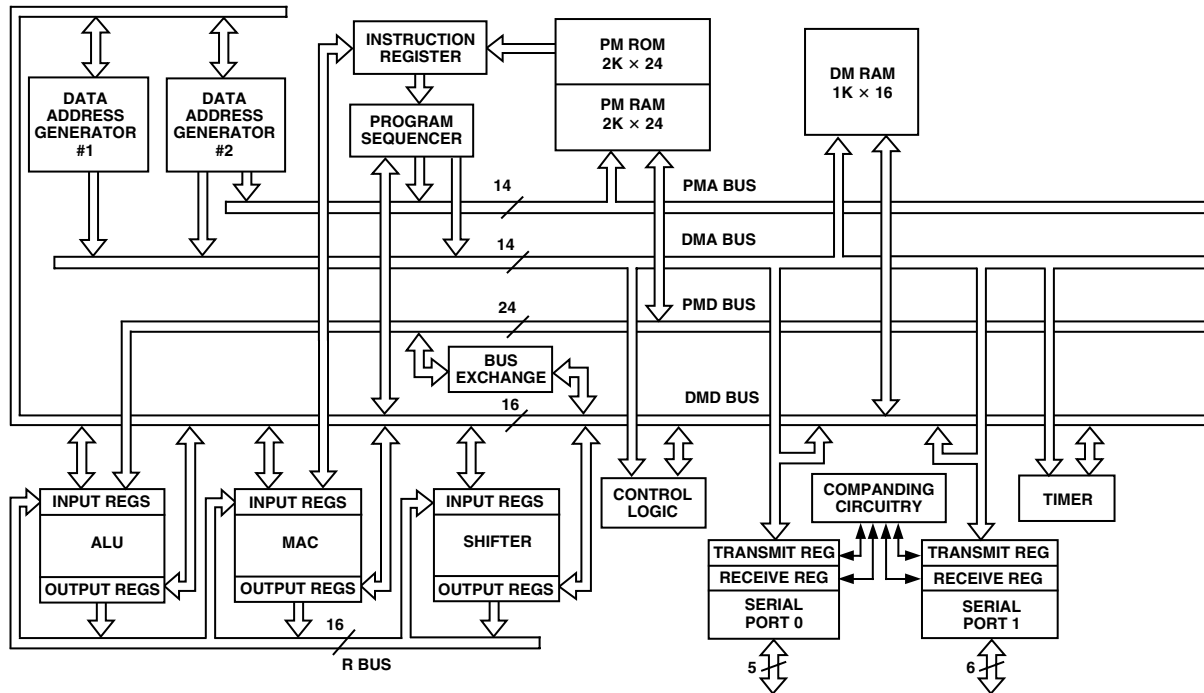 INSTRUCTION
REGISTER
PM ROM
2K × 24
PM RAM
2K × 24
DM RAM
1K × 16
DATA
ADDRESS
GENERATOR
#1
DATA
ADDRESS
GENERATOR
#2
PROGRAM
SEQUENCER
14
PMA BUS
14
DMA BUS
24
PMD BUS
BUS
EXCHANGE
16
DMD BUS
INPUT REGS
ALU
OUTPUT REGS
INPUT REGS
MAC
OUTPUT REGS
INPUT REGS
SHIFTER
OUTPUT REGS
CONTROL
LOGIC
COMPANDING
CIRCUITRY
TIMER
TRANSMIT REG
RECEIVE REG
SERIAL
PORT 0
TRANSMIT REG
RECEIVE REG
SERIAL
PORT 1
16
R BUS
5
6